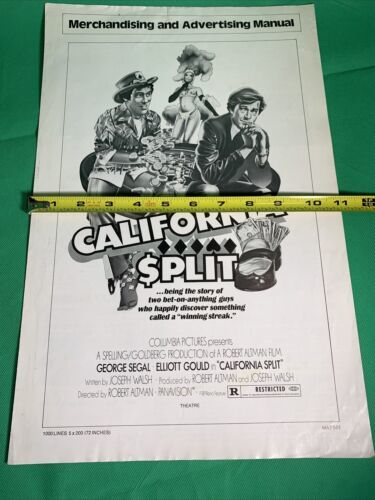 Merchandising and Advertising Manual
1 2 3 4 5 6 7 8 9 10 11
CALIFORNIA
$PLIT
...being the story of
two bet-on-anything guys
who happily discover something
called a "winning streak."
COLUMBIA PICTURES presents
A SPELLING/GOLDBERG PRODUCTION OF A ROBERT ALTMAN FILM
GEORGE SEGAL · ELLIOTT GOULD in "CALIFORNIA SPLIT"
Written by JOSEPH WALSH · Produced by ROBERT ALTMAN and JOSEPH WALSH
Directed by ROBERT ALTMAN · PANAVISION®
R RESTRICTED
THEATRE
1000 LINES 5 x 200 (72 INCHES)